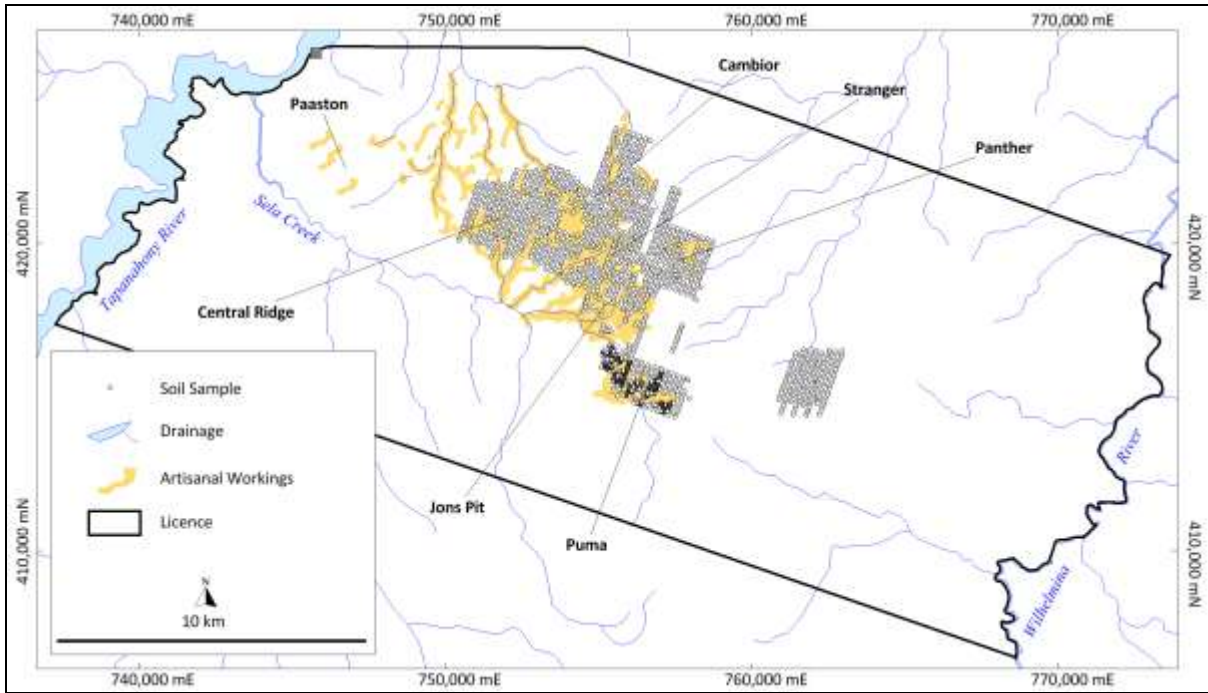 740,000 mE
750,000 mE
760,000 mE
770,000 mE
Cambior
Stranger
Paaston
Panther
420,000 mN
420,000 mN
Sela Creek
Tapanahony River
Central Ridge
Soil Sample
Drainage
Artisanal Workings
Licence
River
Jons Pit
Puma
410,000 mN
410,000 mN
N
10 km
Wilhelmina
740,000 mE
750,000 mE
760,000 mE
770,000 mE